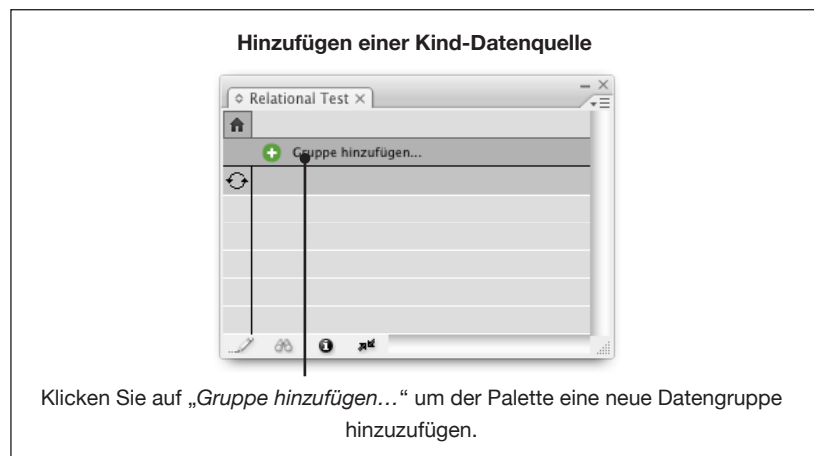 Hinzufügen einer Kind-Datenquelle
Relational Test
Gruppe hinzufügen...
Klicken Sie auf „Gruppe hinzufügen…“ um der Palette eine neue Datengruppe
hinzuzufügen.